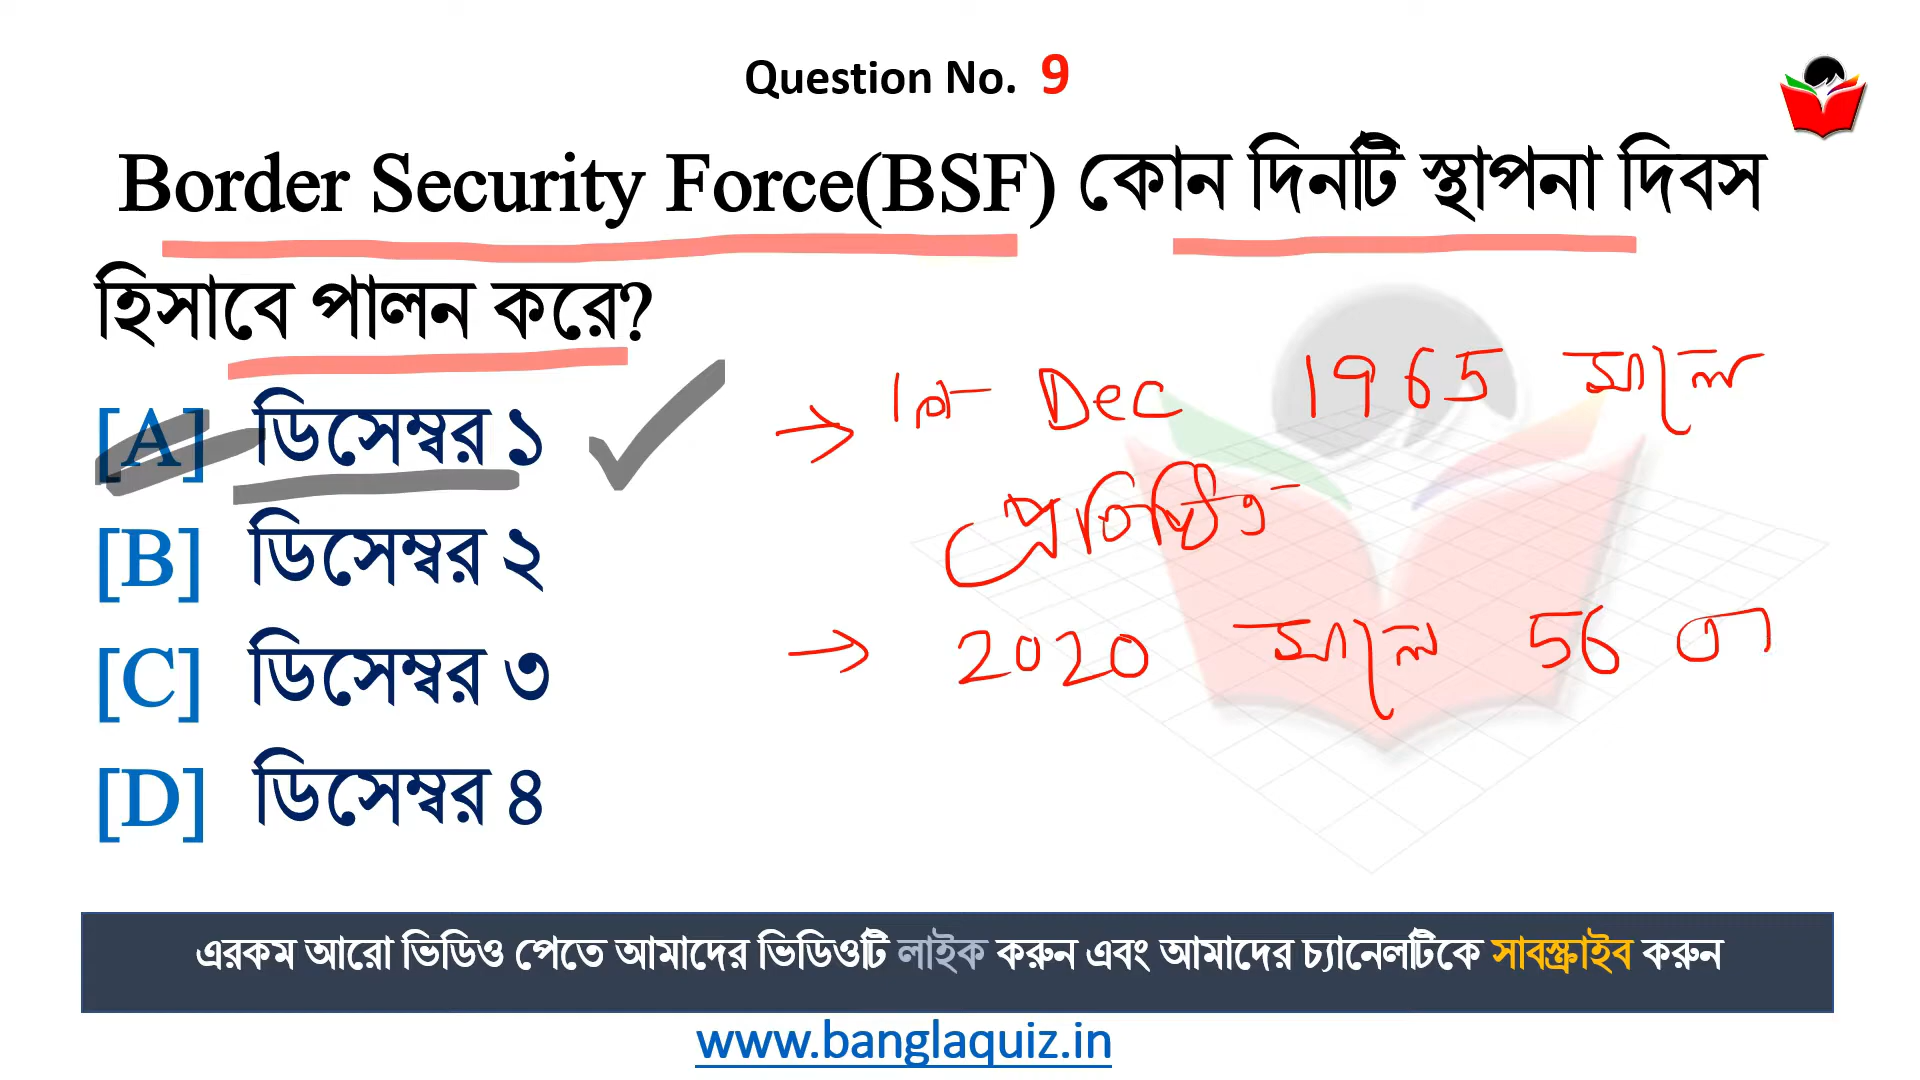 Question No. 9
Border Security Force(BSF) কোন দিনটি স্থাপনা দিবস
হিসাবে পালন করে?
[A] ডিসেম্বর ১
[B] ডিসেম্বর ২
[C] ডিসেম্বর ৩
[D] ডিসেম্বর ৪
→ 1st Dec 1965 সালে
প্রতিষ্ঠিত
→ 2020 সালে 56 তম
এরকম আরো ভিডিও পেতে আমাদের ভিডিওটি লাইক করুন এবং আমাদের চ্যানেলটিকে সাবস্ক্রাইব করুন
www.banglaquiz.in